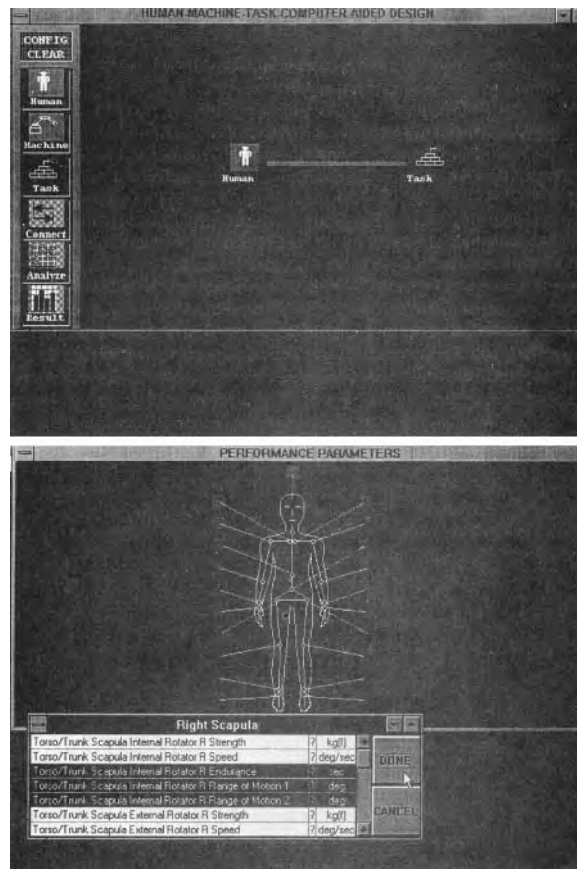 HUMAN-MACHINE-TASK COMPUTER AIDED DESIGN
CONFIG
CLEAR
Human
Machine
Task
Connect
Analyze
Result
Human
Task
PERFORMANCE PARAMETERS
Right Scapula
Torso/Trunk Scapula Internal Rotator R Strength ? kg(f)
Torso/Trunk Scapula Internal Rotator R Speed ? deg/sec
Torso/Trunk Scapula Internal Rotator R Endurance ? sec
Torso/Trunk Scapula Internal Rotator R Range of Motion 1 ? deg
Torso/Trunk Scapula Internal Rotator R Range of Motion 2 deg
Torso/Trunk Scapula External Rotator R Strength ? kg(f)
Torso/Trunk Scapula External Rotator R Speed ? deg/sec
DONE
CANCEL